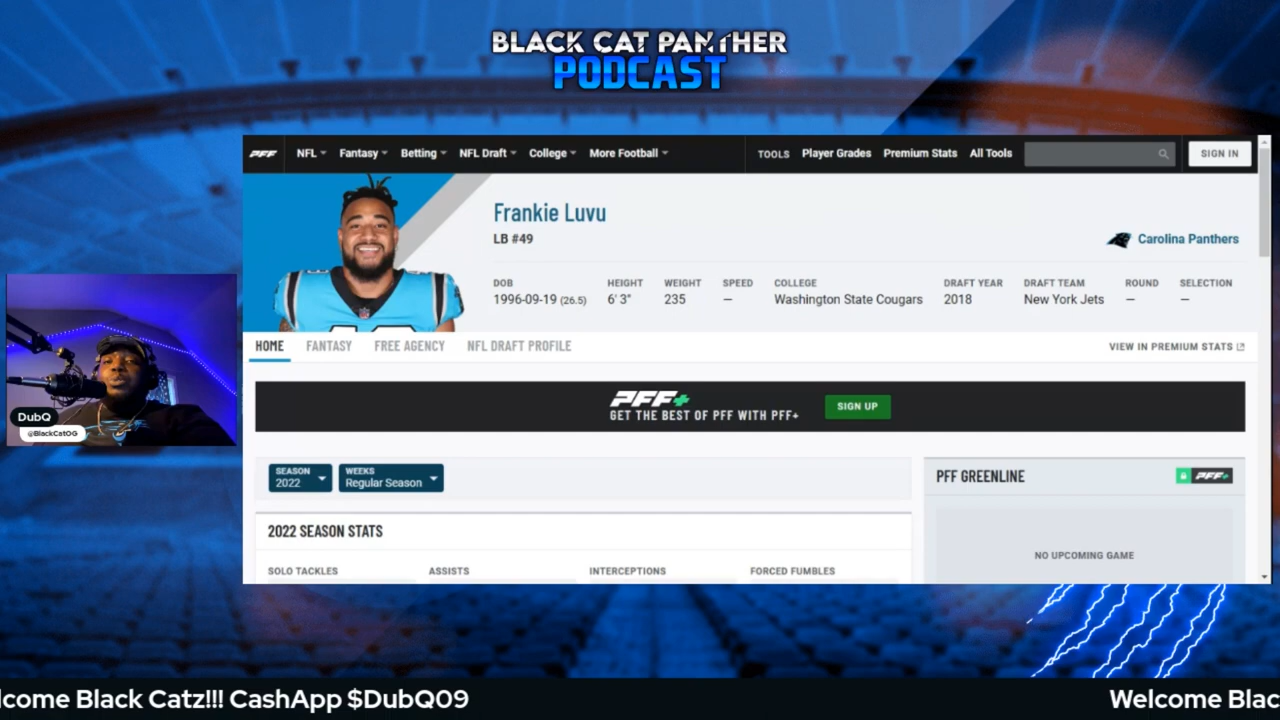 BLACK CAT PANTHER
PODCAST
PFF NFL Fantasy Betting NFL Draft College More Football TOOLS Player Grades Premium Stats All Tools SIGN IN
Frankie Luvu
LB #49
Carolina Panthers
DOB HEIGHT WEIGHT SPEED COLLEGE DRAFT YEAR DRAFT TEAM ROUND SELECTION
1996-09-19 (26.5) 6' 3" 235 – Washington State Cougars 2018 New York Jets – –
HOME FANTASY FREE AGENCY NFL DRAFT PROFILE VIEW IN PREMIUM STATS
PFF+
GET THE BEST OF PFF WITH PFF+
SIGN UP
DubQ
@BlackCatOG
SEASON
2022
WEEKS
Regular Season
PFF GREENLINE PFF+
2022 SEASON STATS
NO UPCOMING GAME
SOLO TACKLES ASSISTS INTERCEPTIONS FORCED FUMBLES
lcome Black Catz!!! CashApp $DubQ09 Welcome Blac